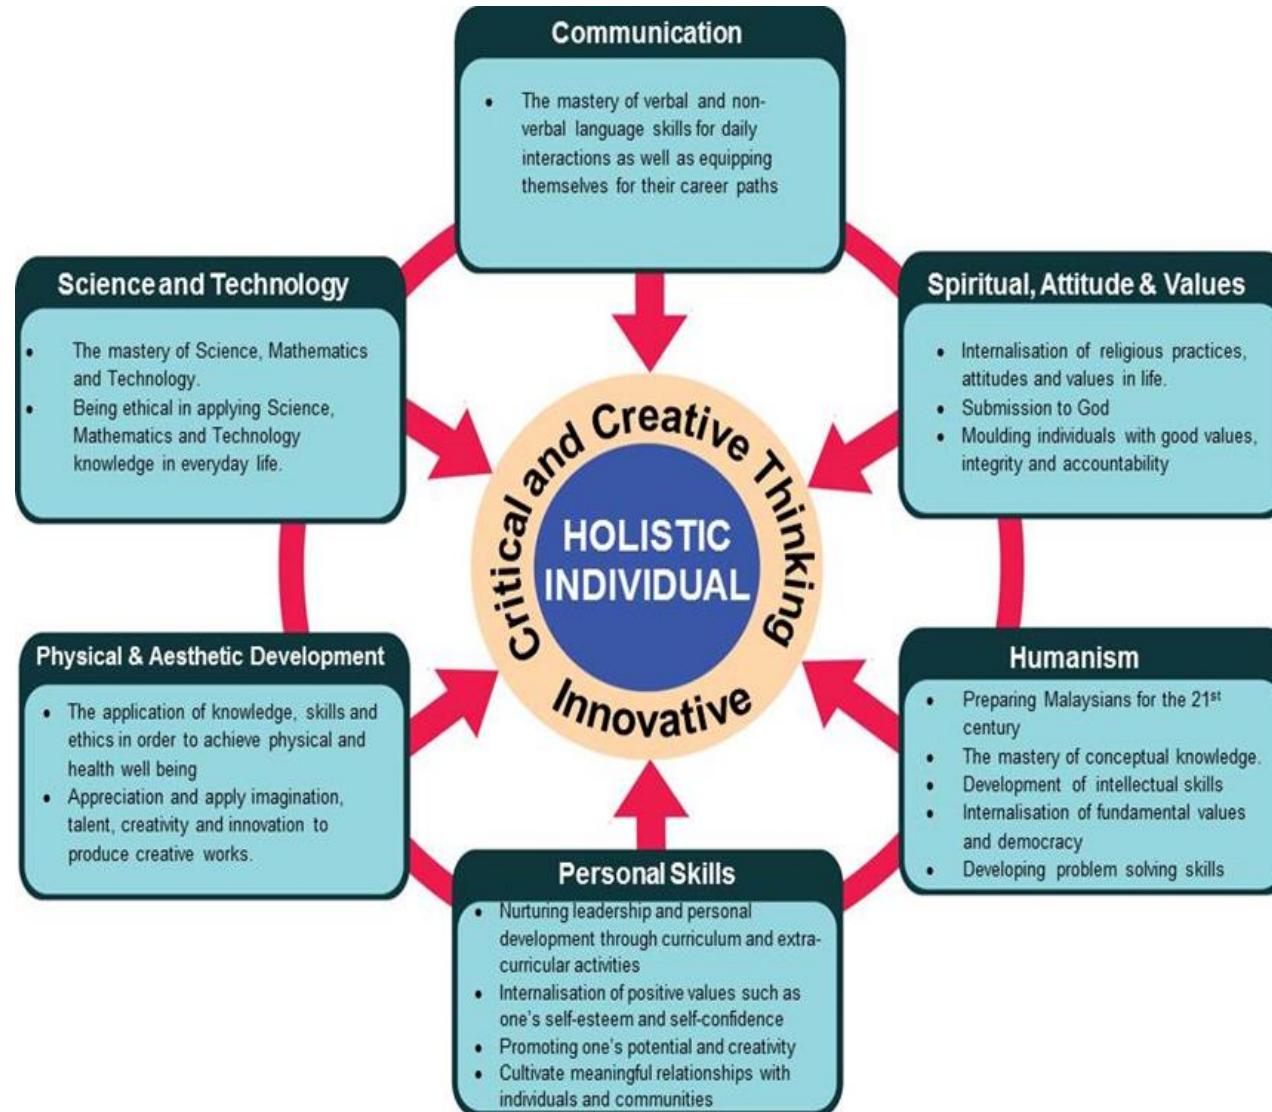 Communication
• The mastery of verbal and non-
verbal language skills for daily
interactions as well as equipping
themselves for their career paths
Science and Technology
• The mastery of Science, Mathematics
and Technology.
• Being ethical in applying Science,
Mathematics and Technology
knowledge in everyday life.
Spiritual, Attitude & Values
• Internalisation of religious practices,
attitudes and values in life.
• Submission to God
• Moulding individuals with good values,
integrity and accountability
Critical and Creative Thinking
HOLISTIC
INDIVIDUAL
Innovative
Physical & Aesthetic Development
• The application of knowledge, skills and
ethics in order to achieve physical and
health well being
• Appreciation and apply imagination,
talent, creativity and innovation to
produce creative works.
Humanism
• Preparing Malaysians for the 21st
century
• The mastery of conceptual knowledge.
• Development of intellectual skills
• Internalisation of fundamental values
and democracy
• Developing problem solving skills
Personal Skills
• Nurturing leadership and personal
development through curriculum and extra-
curricular activities
• Internalisation of positive values such as
one's self-esteem and self-confidence
• Promoting one's potential and creativity
• Cultivate meaningful relationships with
individuals and communities